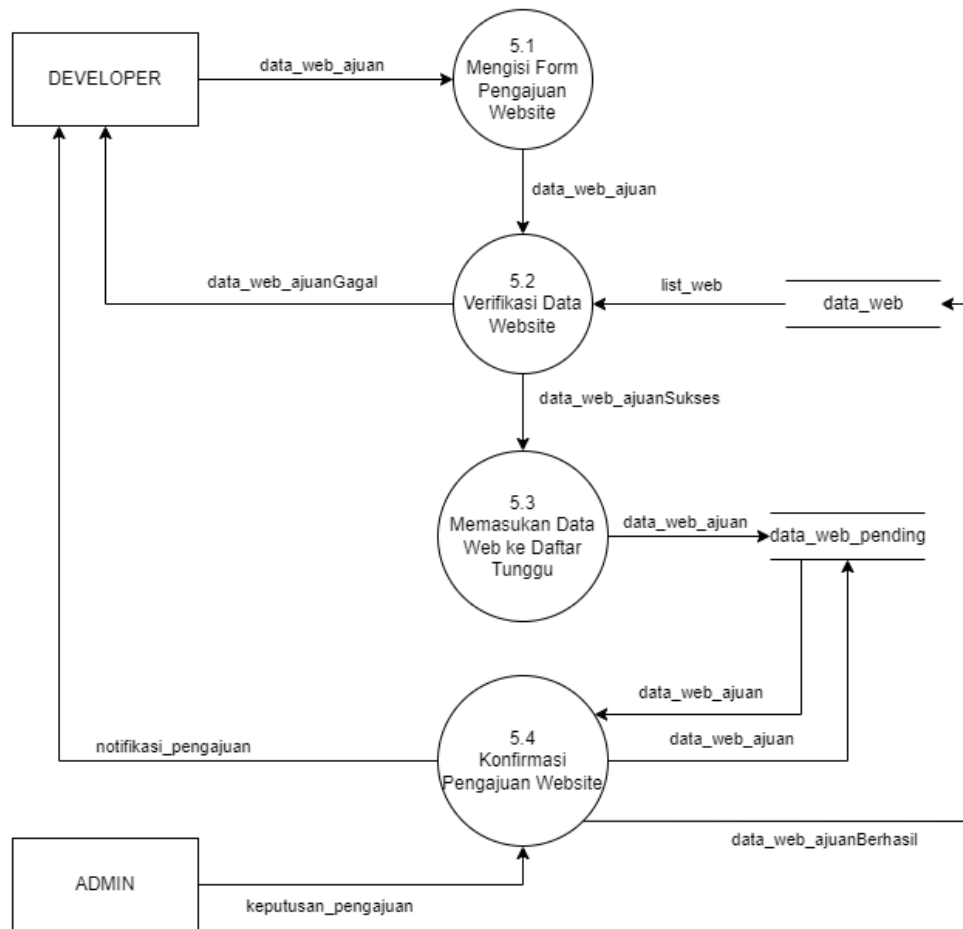 DEVELOPER
data_web_ajuan
5.1
Mengisi Form
Pengajuan
Website
data_web_ajuan
data_web_ajuanGagal
5.2
Verifikasi Data
Website
list_web
data_web
data_web_ajuanSukses
5.3
Memasukan Data
Web ke Daftar
Tunggu
data_web_ajuan
data_web_pending
data_web_ajuan
notifikasi_pengajuan
5.4
Konfirmasi
Pengajuan Website
data_web_ajuan
data_web_ajuanBerhasil
ADMIN
keputusan_pengajuan